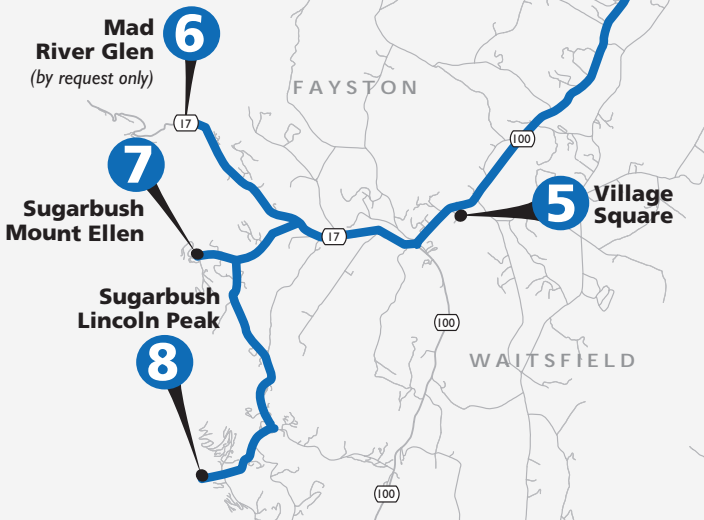 Mad
River Glen
(by request only)
6
FAYSTON
17
100
7
5
Village
Square
Sugarbush
Mount Ellen
17
Sugarbush
Lincoln Peak
100
8
WAITSFIELD
100